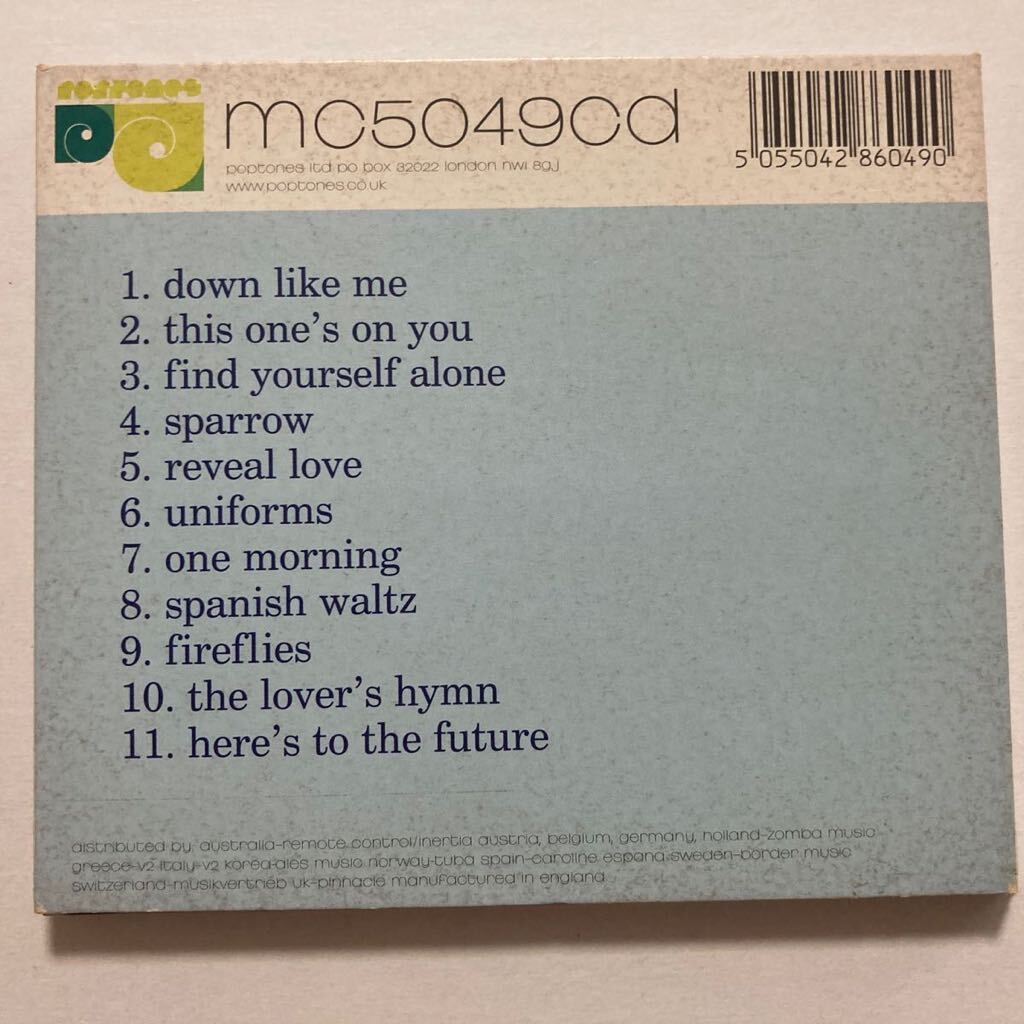 poptones
mc5049cd
poptones ltd po box 32022 london nw1 8gj
www.poptones.co.uk
5 055042 860490
1. down like me
2. this one's on you
3. find yourself alone
4. sparrow
5. reveal love
6. uniforms
7. one morning
8. spanish waltz
9. fireflies
10. the lover's hymn
11. here's to the future
distributed by: australia-remote control/inertia austria, belgium, germany, holland-zomba music
greece-v2 italy-v2 korea-ales music norway-tuba spain-caroline espana sweden-border music
switzerland-musikvertrieb uk-pinnacle manufactured in england